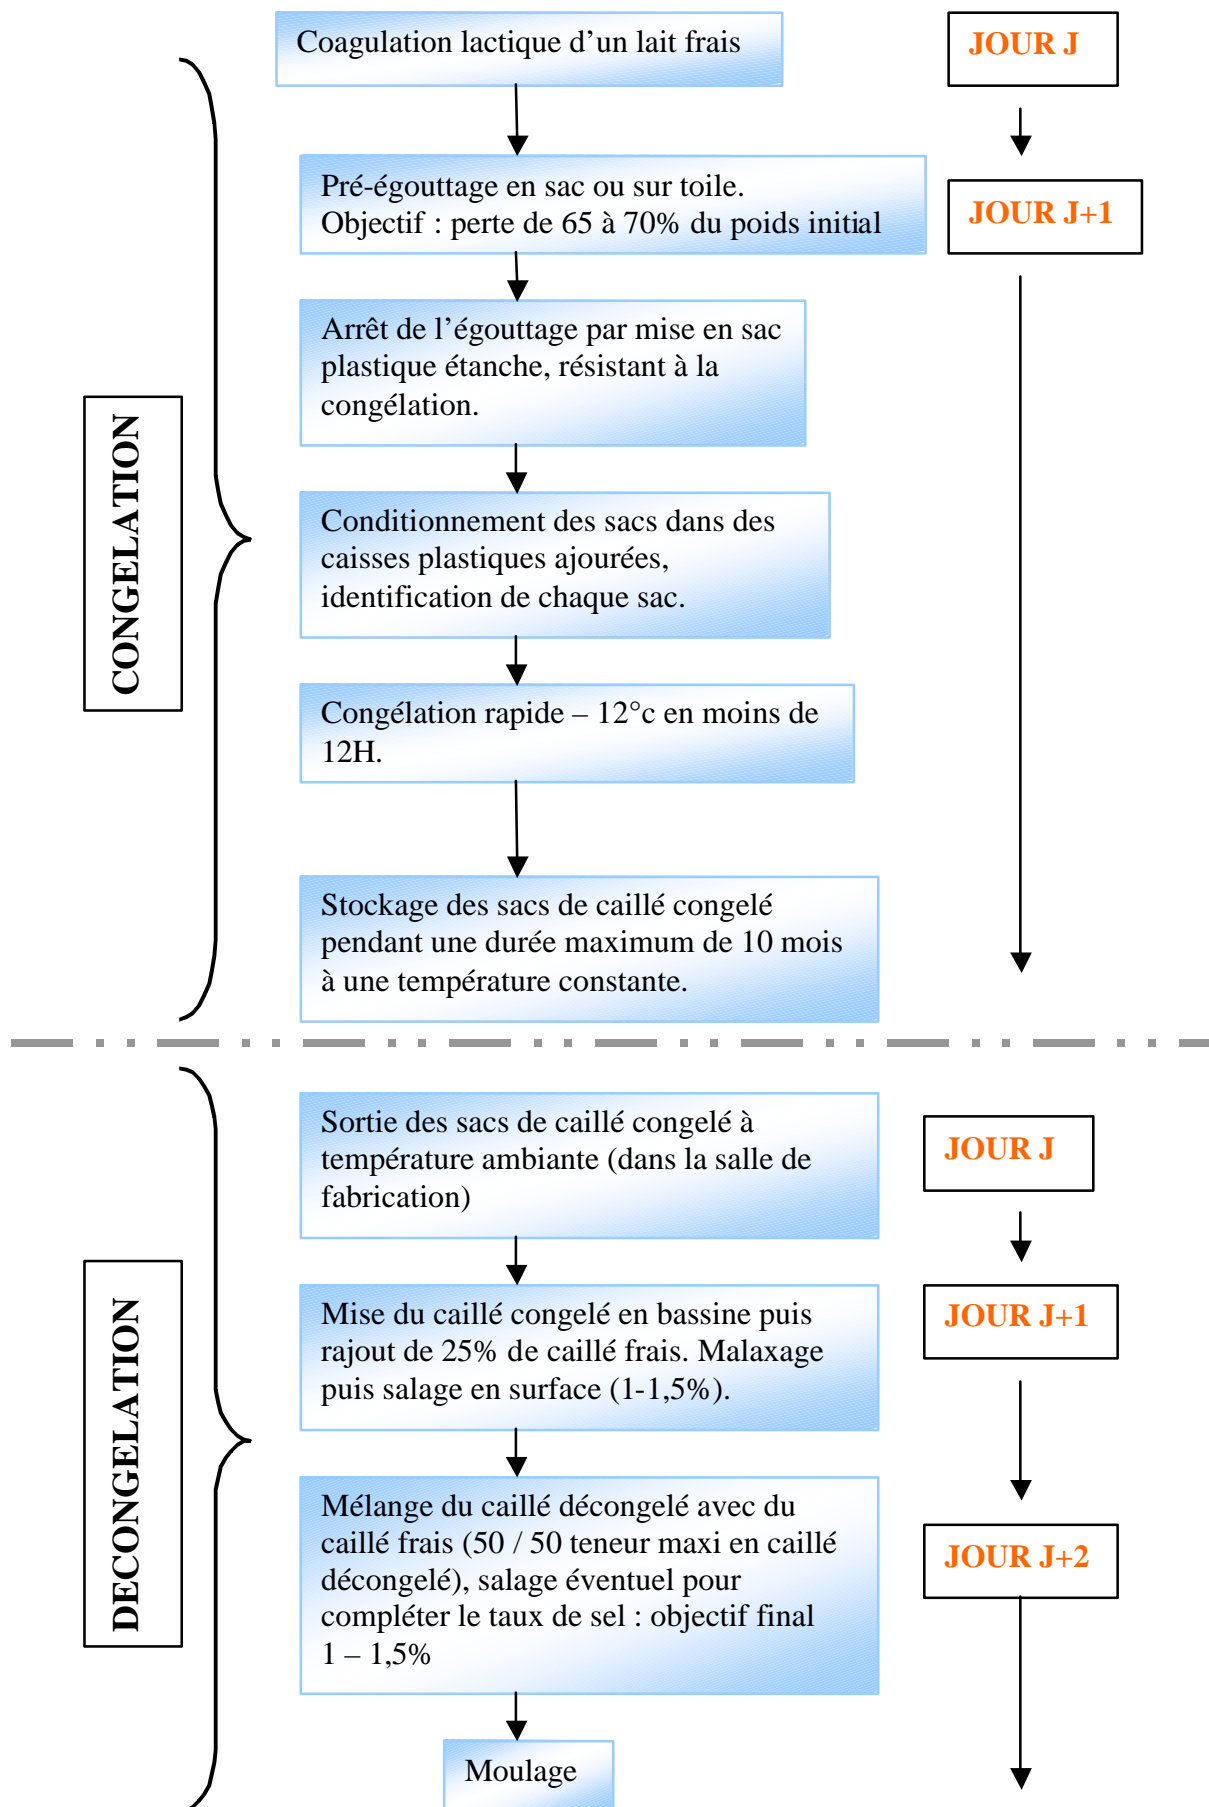 Coagulation lactique d’un lait frais
JOUR J
Pré-égouttage en sac ou sur toile.
Objectif : perte de 65 à 70% du poids initial
JOUR J+1
Arrêt de l’égouttage par mise en sac
plastique étanche, résistant à la
congélation.
CONGELATION
Conditionnement des sacs dans des
caisses plastiques ajourées,
identification de chaque sac.
Congélation rapide – 12°c en moins de
12H.
Stockage des sacs de caillé congelé
pendant une durée maximum de 10 mois
à une température constante.
Sortie des sacs de caillé congelé à
température ambiante (dans la salle de
fabrication)
JOUR J
Mise du caillé congelé en bassine puis
rajout de 25% de caillé frais. Malaxage
puis salage en surface (1-1,5%).
JOUR J+1
DECONGELATION
Mélange du caillé décongelé avec du
caillé frais (50 / 50 teneur maxi en caillé
décongelé), salage éventuel pour
compléter le taux de sel : objectif final
1 – 1,5%
JOUR J+2
Moulage